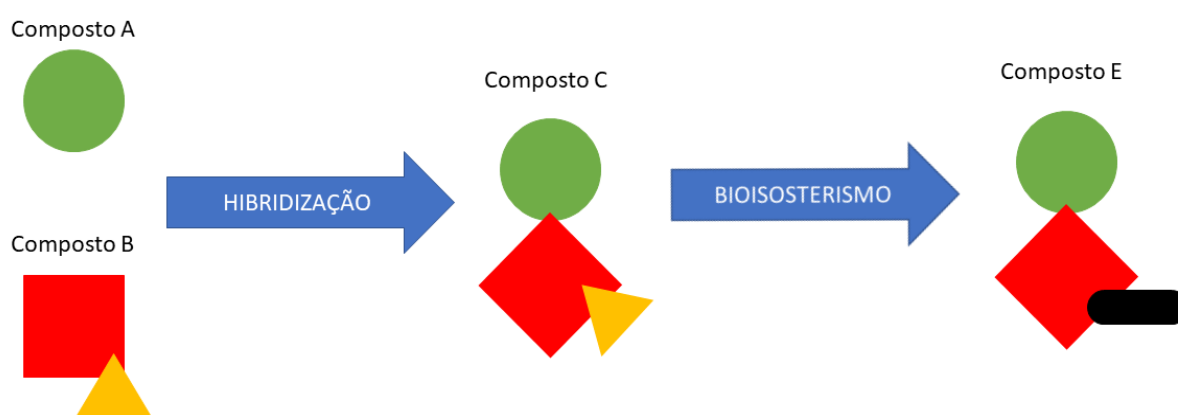 Composto A
Composto C
Composto E
HIBRIDIZAÇÃO
BIOISOSTERISMO
Composto B